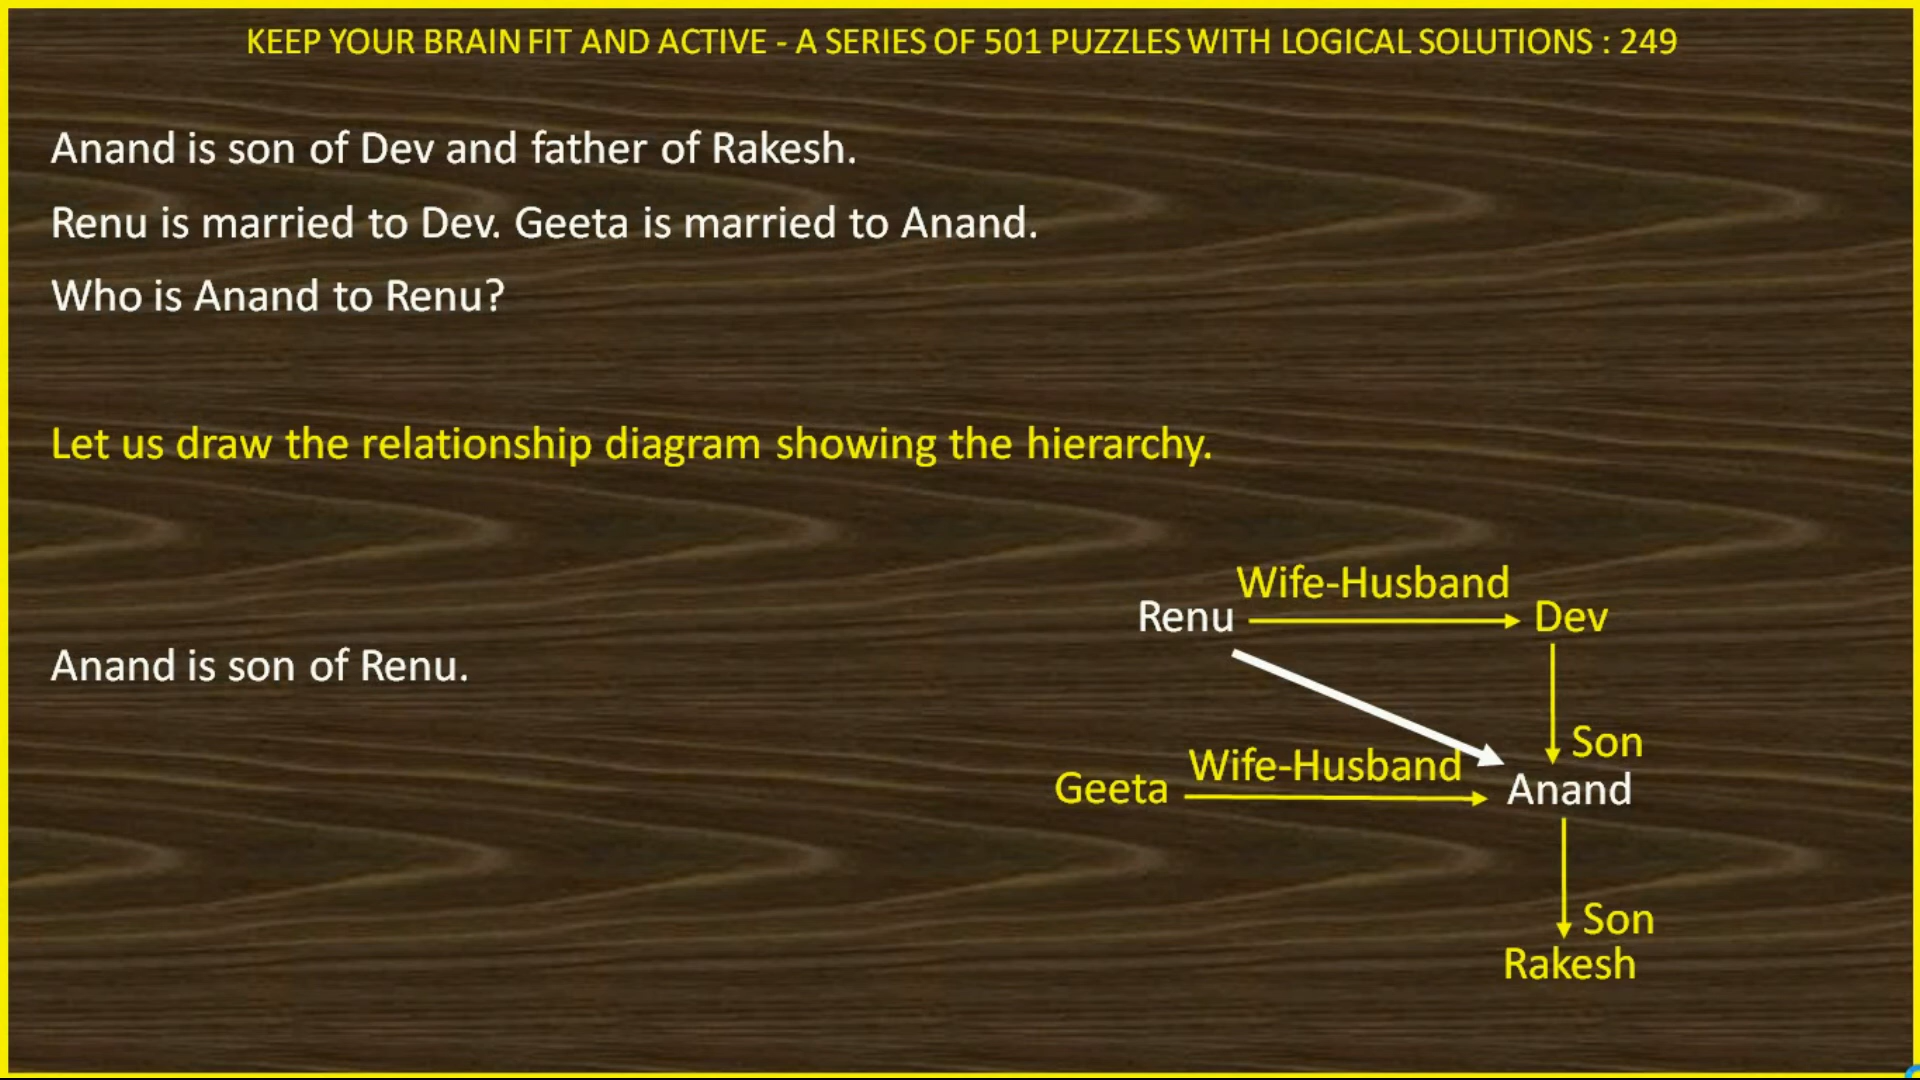 KEEP YOUR BRAIN FIT AND ACTIVE - A SERIES OF 501 PUZZLES WITH LOGICAL SOLUTIONS : 249
Anand is son of Dev and father of Rakesh.
Renu is married to Dev. Geeta is married to Anand.
Who is Anand to Renu?
Let us draw the relationship diagram showing the hierarchy.
Anand is son of Renu.
Wife-Husband
Renu Dev
Son
Wife-Husband
Geeta Anand
Son
Rakesh